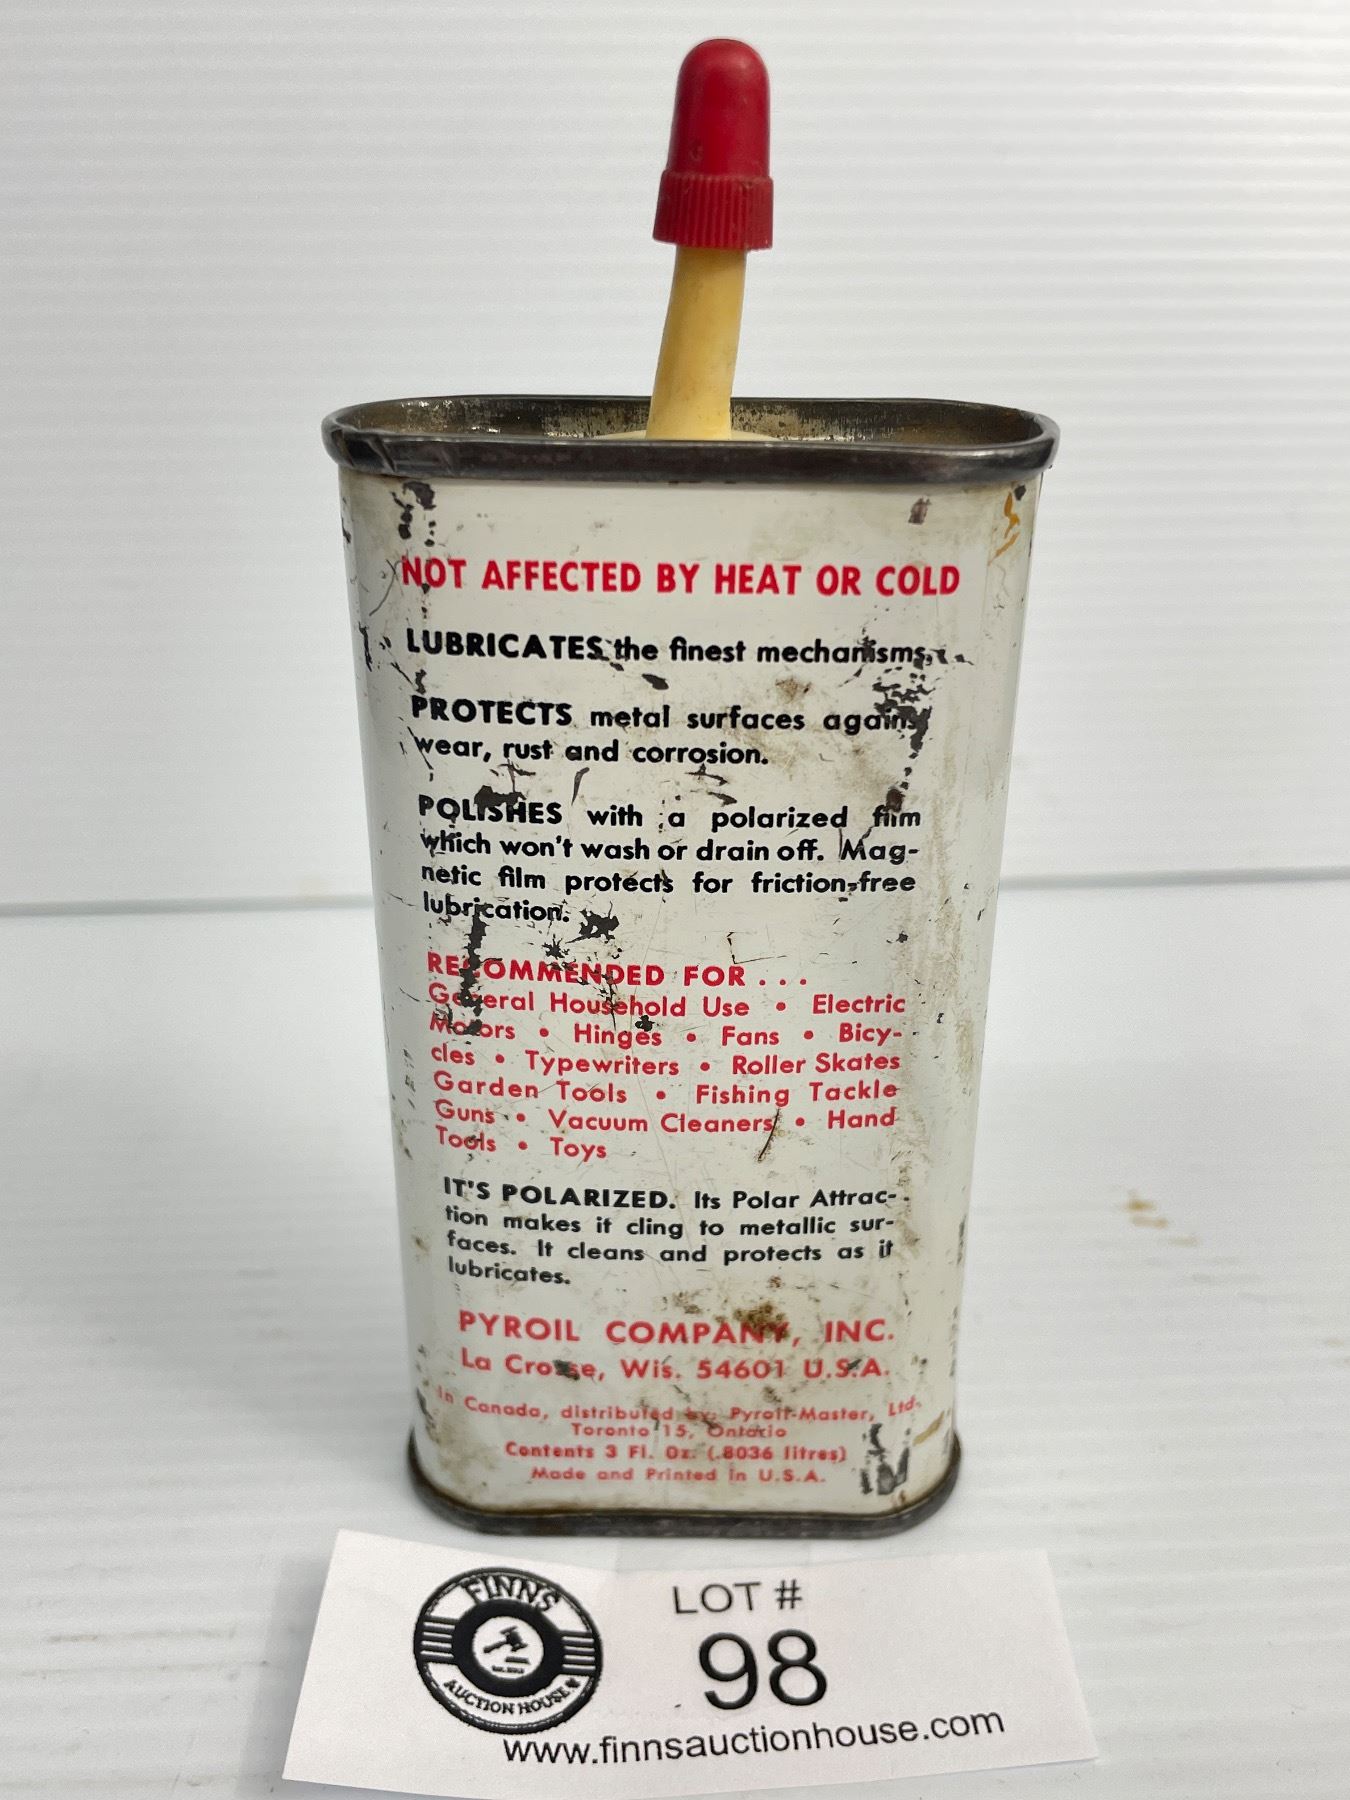 NOT AFFECTED BY HEAT OR COLD
LUBRICATES the finest mechanisms.
PROTECTS metal surfaces against
wear, rust and corrosion.
POLISHES with a polarized film
which won't wash or drain off. Mag-
netic film protects for friction-free
lubrication.
RECOMMENDED FOR . . .
General Household Use • Electric
Motors • Hinges • Fans • Bicy-
cles • Typewriters • Roller Skates
Garden Tools • Fishing Tackle
Guns • Vacuum Cleaners • Hand
Tools • Toys
IT'S POLARIZED. Its Polar Attrac-
tion makes it cling to metallic sur-
faces. It cleans and protects as it
lubricates.
PYROIL COMPANY, INC.
La Crosse, Wis. 54601 U.S.A.
In Canada, distributed by Pyroil-Master, Ltd.
Toronto 15, Ontario
Contents 3 Fl. Oz. (.8036 litres)
Made and Printed in U.S.A.
FINNS
AUCTION HOUSE
LOT #
98
www.finnsauctionhouse.com